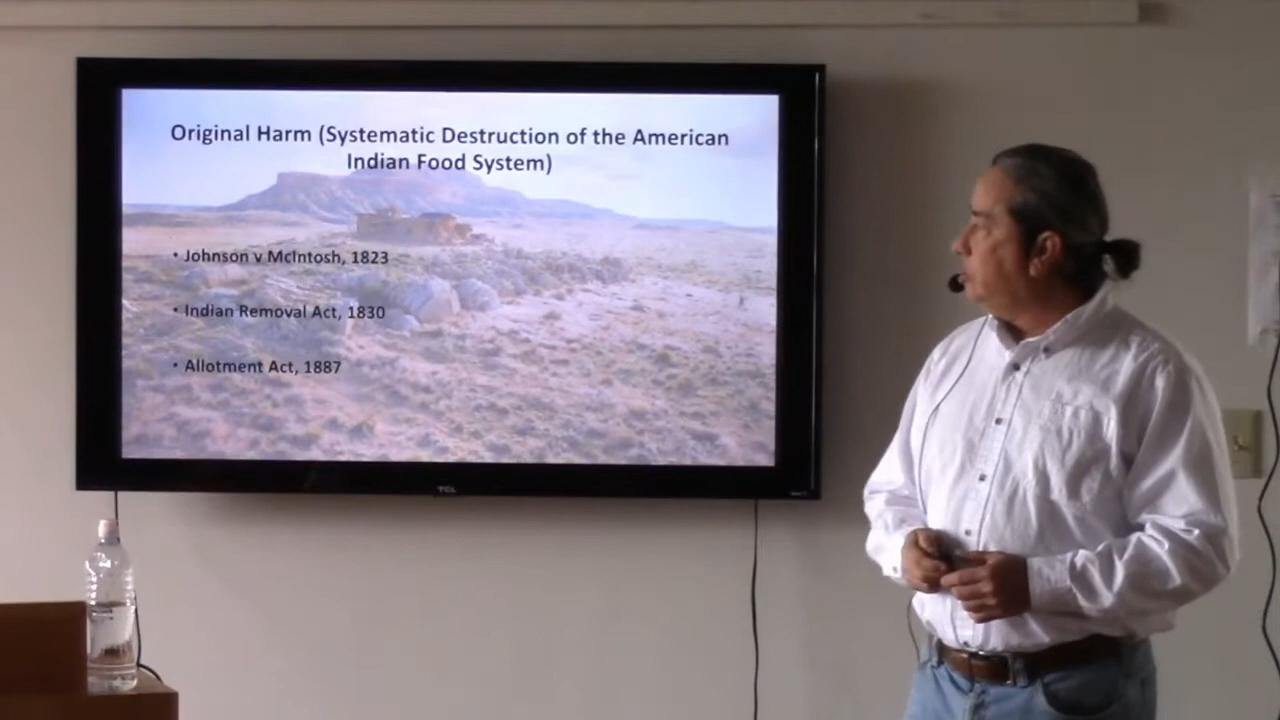 Original Harm (Systematic Destruction of the American
Indian Food System)
• Johnson v McIntosh, 1823
• Indian Removal Act, 1830
• Allotment Act, 1887
TCL